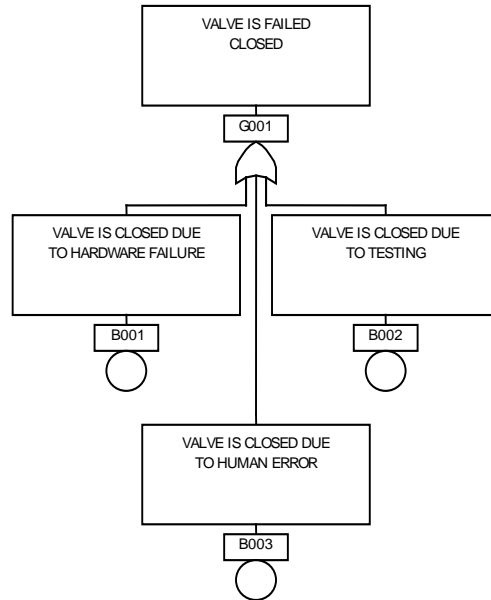 VALVE IS FAILED
CLOSED
G001
VALVE IS CLOSED DUE
TO HARDWARE FAILURE
B001
VALVE IS CLOSED DUE
TO TESTING
B002
VALVE IS CLOSED DUE
TO HUMAN ERROR
B003